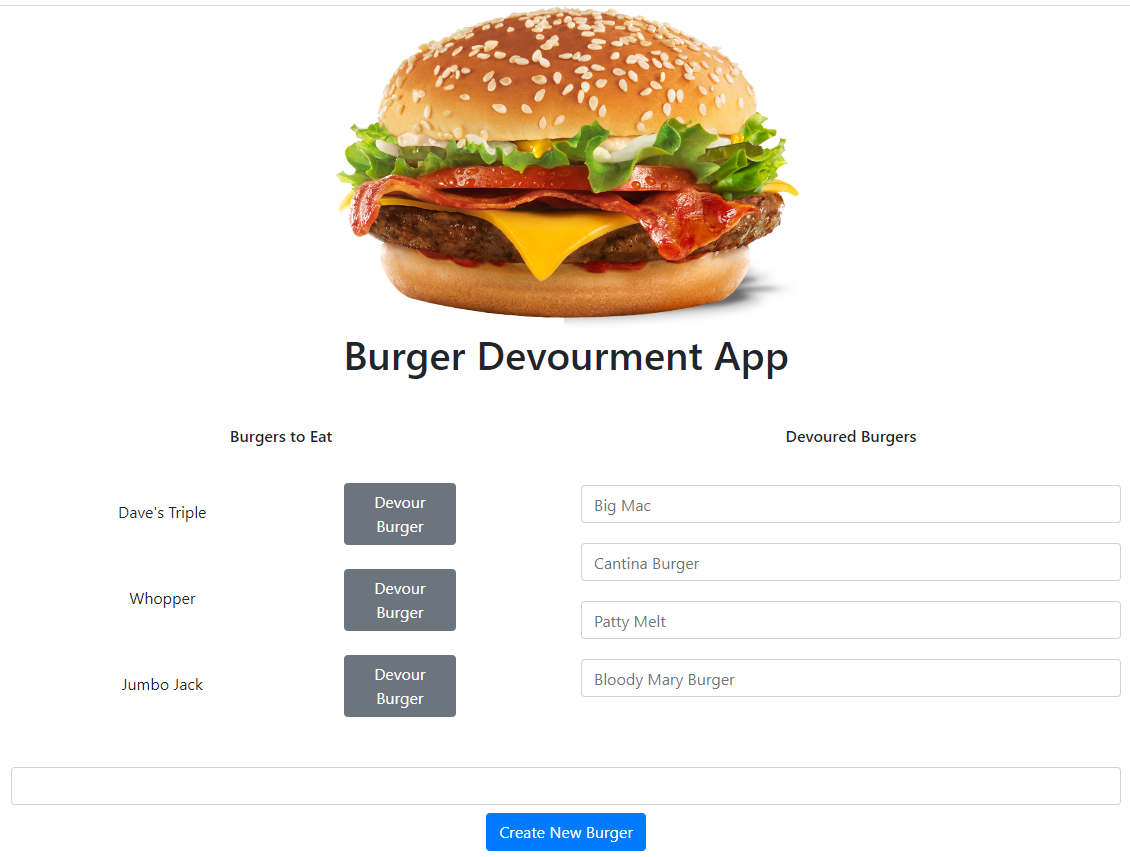 Burger Devourment App
Burgers to Eat
Dave's Triple
Devour
Burger
Whopper
Devour
Burger
Jumbo Jack
Devour
Burger
Devoured Burgers
Big Mac
Cantina Burger
Patty Melt
Bloody Mary Burger
Create New Burger